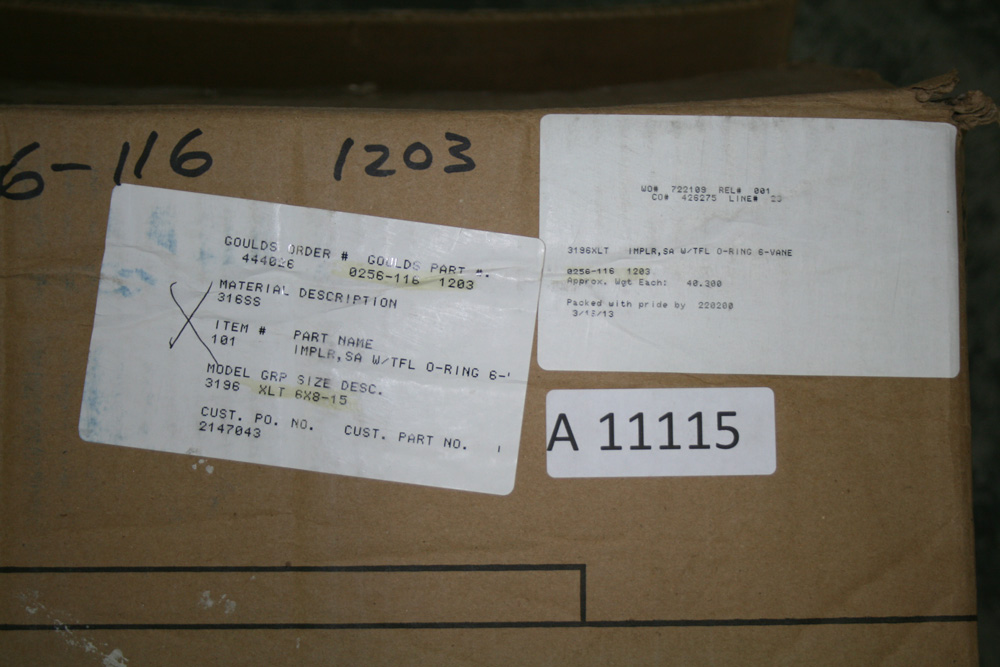 6-116 1203
GOULDS ORDER # GOULDS PART #.
444026 0256-116 1203
MATERIAL DESCRIPTION
316SS
ITEM # PART NAME
101 IMPLR,SA W/TFL O-RING 6-
MODEL GRP SIZE DESC.
3196 XLT 6X8-15
CUST. PO. NO. CUST. PART NO.
2147043
WO# 722109 REL# 001
CO# 426275 LINE# 22
3196XLT IMPLR,SA W/TFL O-RING 6-VANE
0256-116 1203
Approx. Wgt Each: 40.300
Packed with pride by 220200
3/15/13
A 11115